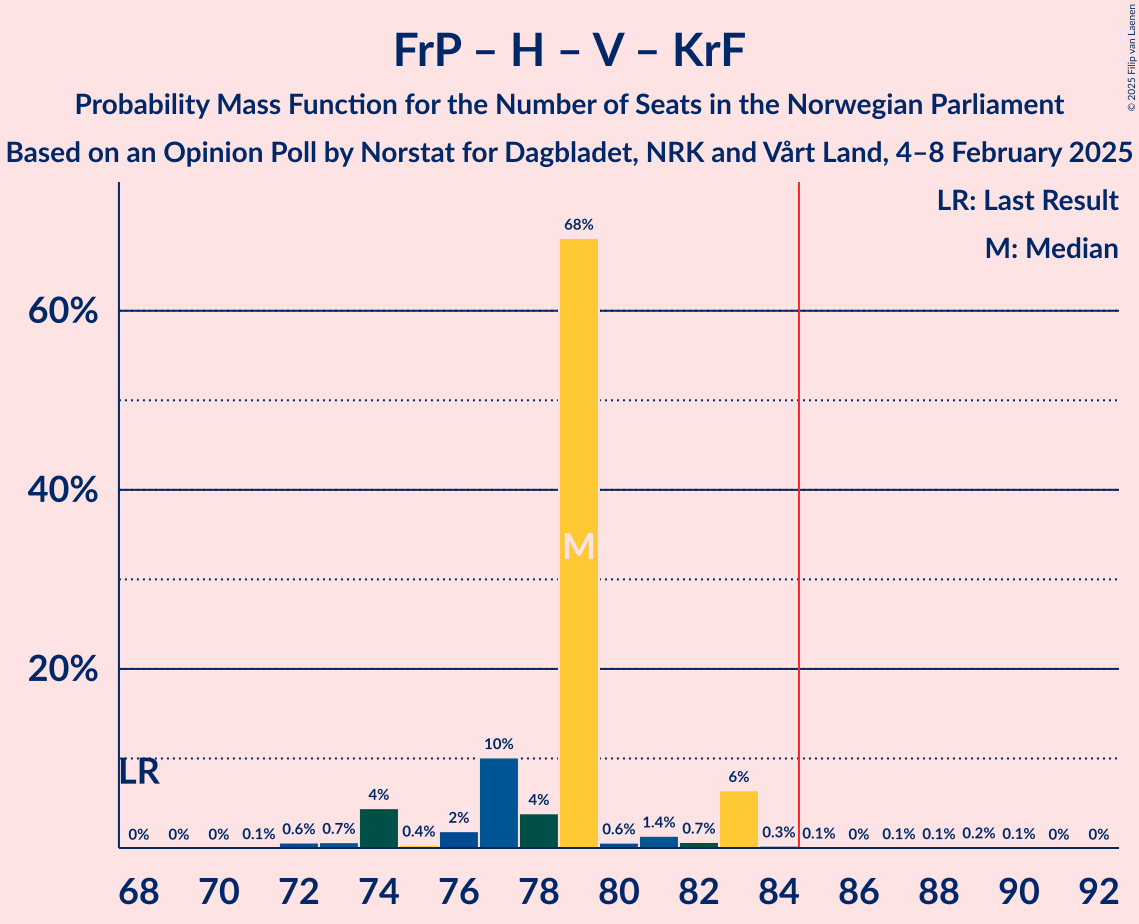 FrP – H – V – KrF
Probability Mass Function for the Number of Seats in the Norwegian Parliament
Based on an Opinion Poll by Norstat for Dagbladet, NRK and Vårt Land, 4–8 February 2025
© 2025 Filip van Laenen
LR: Last Result
M: Median
60%
40%
20%
LR
M
0% 0% 0% 0.1% 0.6% 0.7% 4% 0.4% 2% 10% 4% 68% 0.6% 1.4% 0.7% 6% 0.3% 0.1% 0% 0.1% 0.1% 0.2% 0.1% 0% 0%
68 70 72 74 76 78 80 82 84 86 88 90 92